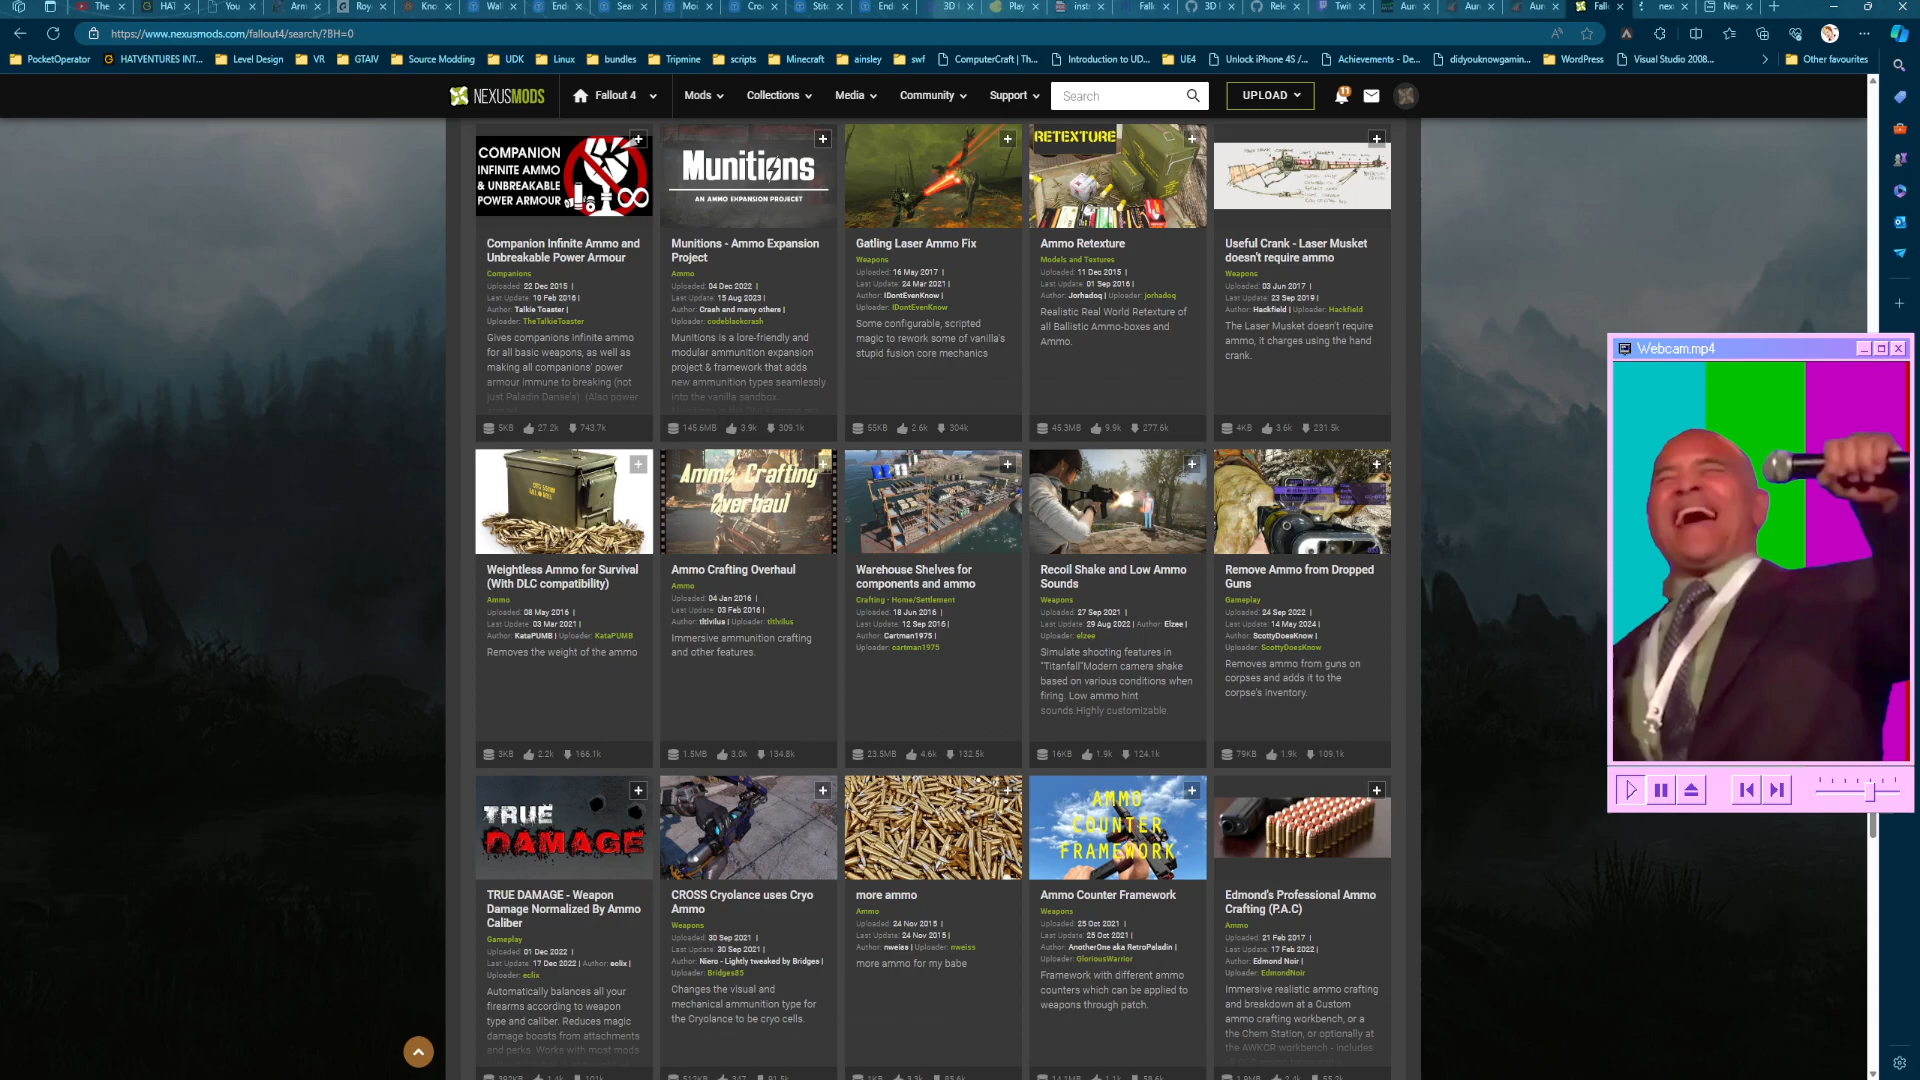 The
HAT
You
Arm
Roy
Kno
Wall
End
Sea
Moi
Cro
Stit
End
3D I
Play
instr
Fall
3D I
Rele
Twit
Aur
Aur
Aur
Fallo
nex
Nev
https://www.nexusmods.com/fallout4/search/?BH=0
PocketOperator
HATVENTURES INT...
Level Design
VR
GTAIV
Source Modding
UDK
Linux
bundles
Tripmine
scripts
Minecraft
ainsley
swf
ComputerCraft | Th...
Introduction to UD...
UE4
Unlock iPhone 4S /...
Achievements - De...
didyouknowgamin...
WordPress
Visual Studio 2008...
Other favourites
NEXUSMODS
Fallout 4
Mods
Collections
Media
Community
Support
Search
UPLOAD
11
COMPANION
INFINITE AMMO
& UNBREAKABLE
POWER ARMOUR
Companion Infinite Ammo and
Unbreakable Power Armour
Companions
Uploaded: 22 Dec 2015 |
Last Update: 10 Feb 2016 |
Author: Talkie Toaster |
Uploader: TheTalkieToaster
Gives companions infinite ammo
for all basic weapons, as well as
making all companions' power
armour immune to breaking (not
just Paladin Danse's) (Also power
5KB 27.2k 743.7k
Munitions
AN AMMO EXPANSION PROJECT
Munitions - Ammo Expansion
Project
Ammo
Uploaded: 04 Dec 2022 |
Last Update: 15 Aug 2023 |
Author: Crash and many others |
Uploader: codeblackcrash
Munitions is a lore-friendly and
modular ammunition expansion
project & framework that adds
new ammunition types seamlessly
into the vanilla sandbox.
145.6MB 3.9k 309.1k
Gatling Laser Ammo Fix
Weapons
Uploaded: 16 May 2017 |
Last Update: 24 Mar 2021 |
Author: IDontEvenKnow |
Uploader: IDontEvenKnow
Some configurable, scripted
magic to rework some of vanilla's
stupid fusion core mechanics
55KB 2.6k 304k
RETEXTURE
Ammo Retexture
Models and Textures
Uploaded: 11 Dec 2015 |
Last Update: 01 Sep 2016 |
Author: Jorhadoq | Uploader: jorhadoq
Realistic Real World Retexture of
all Ballistic Ammo-boxes and
Ammo.
45.3MB 9.9k 277.6k
Useful Crank - Laser Musket
doesn't require ammo
Weapons
Uploaded: 03 Jun 2017 |
Last Update: 23 Sep 2019 |
Author: Hackfield | Uploader: Hackfield
The Laser Musket doesn't require
ammo, it charges using the hand
crank.
4KB 3.6k 231.5k
Weightless Ammo for Survival
(With DLC compatibility)
Ammo
Uploaded: 08 May 2016 |
Last Update: 03 Mar 2021 |
Author: KataPUMB | Uploader: KataPUMB
Removes the weight of the ammo
3KB 2.2k 166.1k
Ammo Crafting
Overhaul
Ammo Crafting Overhaul
Ammo
Uploaded: 04 Jan 2016 |
Last Update: 03 Feb 2016 |
Author: tltlvilus | Uploader: tltlvilus
Immersive ammunition crafting
and other features.
1.5MB 3.0k 134.8k
Warehouse Shelves for
components and ammo
Crafting - Home/Settlement
Uploaded: 18 Jun 2016 |
Last Update: 12 Sep 2016 |
Author: Cartman1975 |
Uploader: cartman1975
23.5MB 4.6k 132.5k
Recoil Shake and Low Ammo
Sounds
Weapons
Uploaded: 27 Sep 2021 |
Last Update: 29 Aug 2022 | Author: Elzee |
Uploader: elzee
Simulate shooting features in
"Titanfall"Modern camera shake
based on various conditions when
firing. Low ammo hint
sounds.Highly customizable.
16KB 1.9k 124.1k
Remove Ammo from Dropped
Guns
Gameplay
Uploaded: 24 Sep 2022 |
Last Update: 14 May 2024 |
Author: ScottyDoesKnow |
Uploader: ScottyDoesKnow
Removes ammo from guns on
corpses and adds it to the
corpse's inventory.
79KB 1.9k 109.1k
TRUE
DAMAGE
TRUE DAMAGE - Weapon
Damage Normalized By Ammo
Caliber
Gameplay
Uploaded: 01 Dec 2022 |
Last Update: 17 Dec 2022 | Author: eclix |
Uploader: eclix
Automatically balances all your
firearms according to weapon
type and caliber. Reduces magic
damage boosts from attachments
and perks. Works with most mods
CROSS Cryolance uses Cryo
Ammo
Weapons
Uploaded: 30 Sep 2021 |
Last Update: 30 Sep 2021 |
Author: Niero - Lightly tweaked by Bridges |
Uploader: Bridges85
Changes the visual and
mechanical ammunition type for
the Cryolance to be cryo cells.
more ammo
Ammo
Uploaded: 24 Nov 2015 |
Last Update: 24 Nov 2015 |
Author: nweiss | Uploader: nweiss
more ammo for my babe
AMMO
COUNTER
FRAMEWORK
Ammo Counter Framework
Weapons
Uploaded: 25 Oct 2021 |
Last Update: 25 Oct 2021 |
Author: AnotherOne aka RetroPaladin |
Uploader: GloriousWarrior
Framework with different ammo
counters which can be applied to
weapons through patch.
Edmond's Professional Ammo
Crafting (P.A.C)
Ammo
Uploaded: 21 Feb 2017 |
Last Update: 17 Feb 2022 |
Author: Edmond Noir |
Uploader: EdmondNoir
Immersive realistic ammo crafting
and breakdown at a Custom
ammo crafting workbench, or a
the Chem Station, or optionally at
the AWKCR workbench - includes
Webcam.mp4